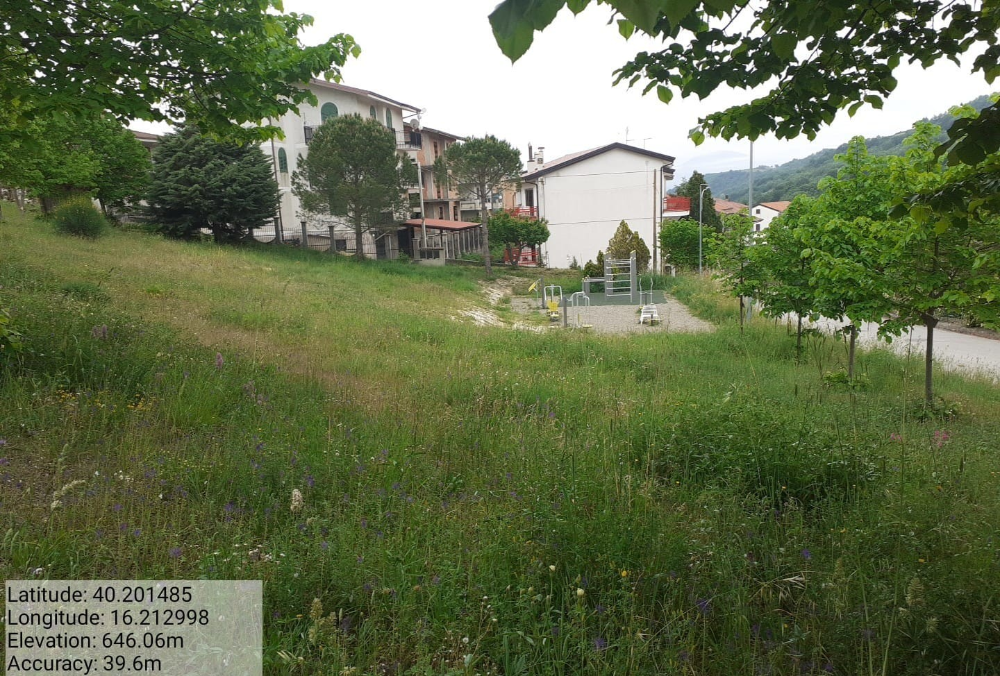 Latitude: 40.201485
Longitude: 16.212998
Elevation: 646.06m
Accuracy: 39.6m